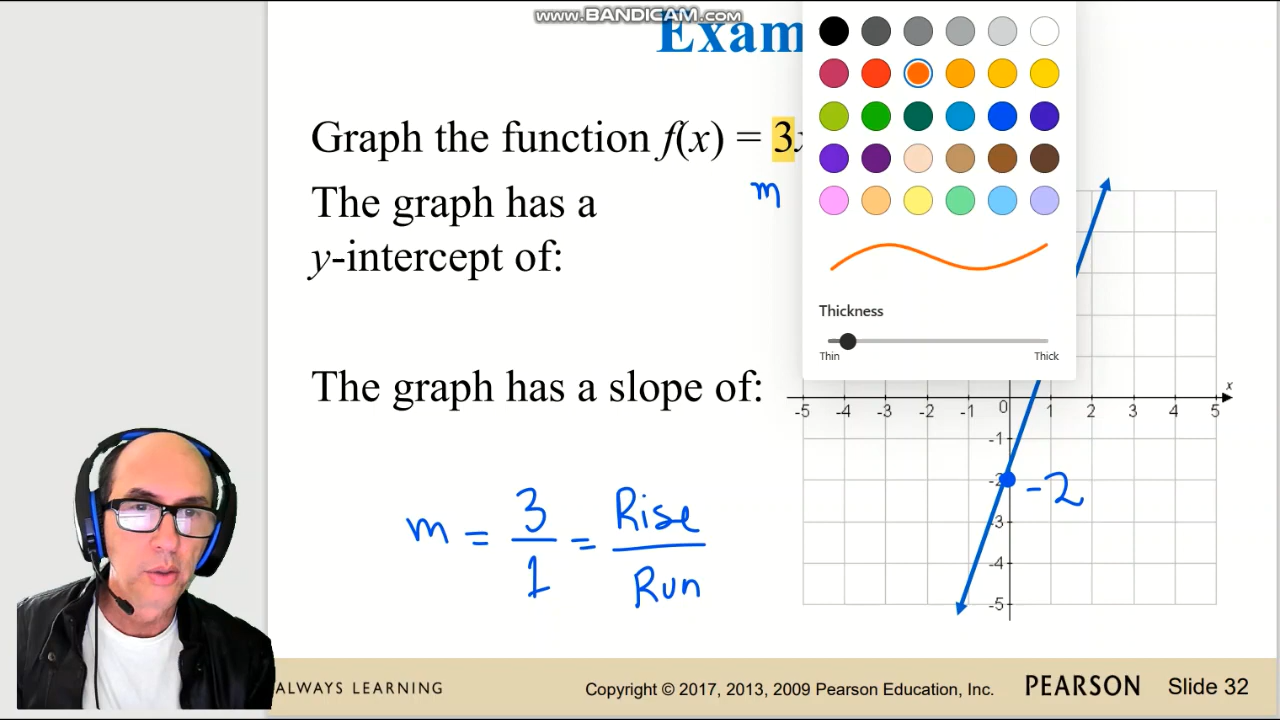 www.BANDICAM.com
Exam
Graph the function f(x) = 3x
The graph has a
m
y-intercept of:
Thickness
Thin Thick
The graph has a slope of:
x
-5 -4 -3 -2 -1 0 1 2 3 4 5
-1
-2
-2
-3
-4
-5
m = 3/1 = Rise/Run
ALWAYS LEARNING
Copyright © 2017, 2013, 2009 Pearson Education, Inc.
PEARSON
Slide 32